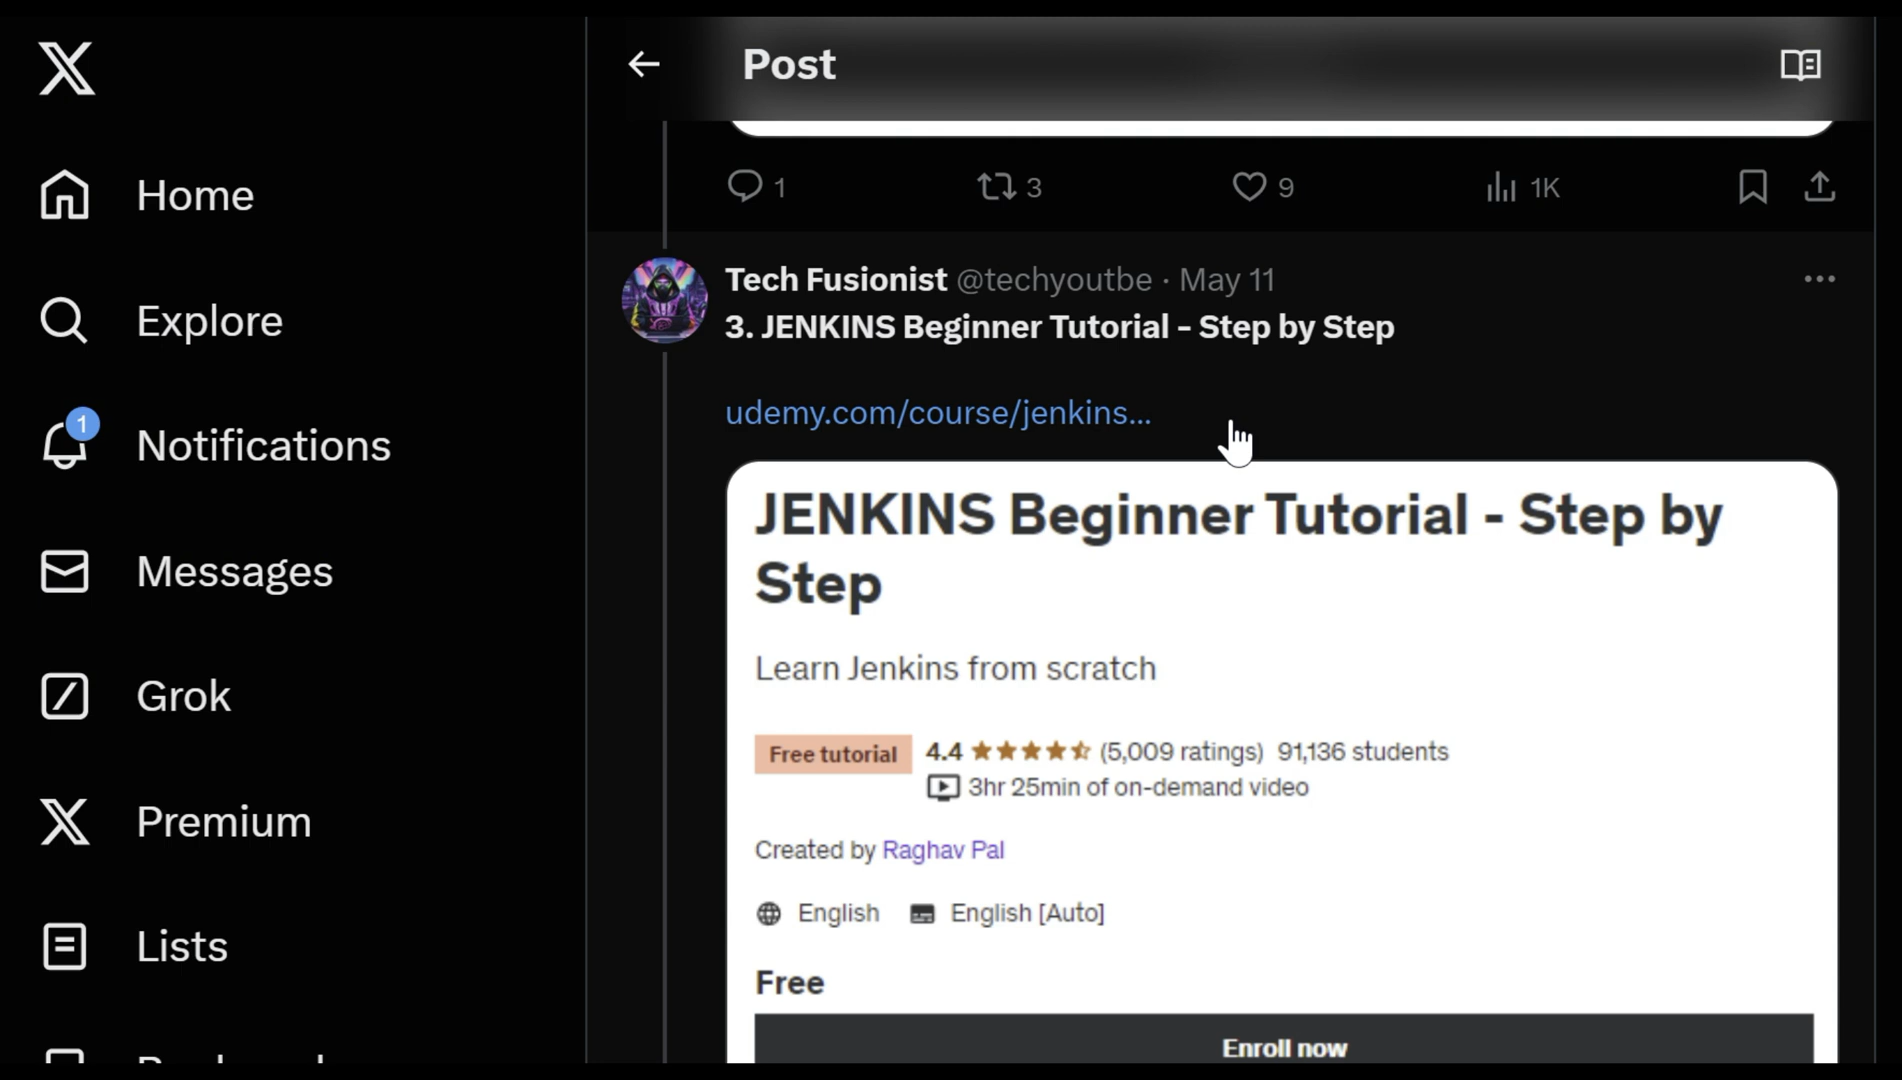 Post
1 3 9 1K
Home
Explore
1
Notifications
Messages
Grok
Premium
Lists
Tech Fusionist @techyoutbe · May 11
3. JENKINS Beginner Tutorial - Step by Step
udemy.com/course/jenkins...
JENKINS Beginner Tutorial - Step by
Step
Learn Jenkins from scratch
Free tutorial 4.4 (5,009 ratings) 91,136 students
3hr 25min of on-demand video
Created by Raghav Pal
English English [Auto]
Free
Enroll now